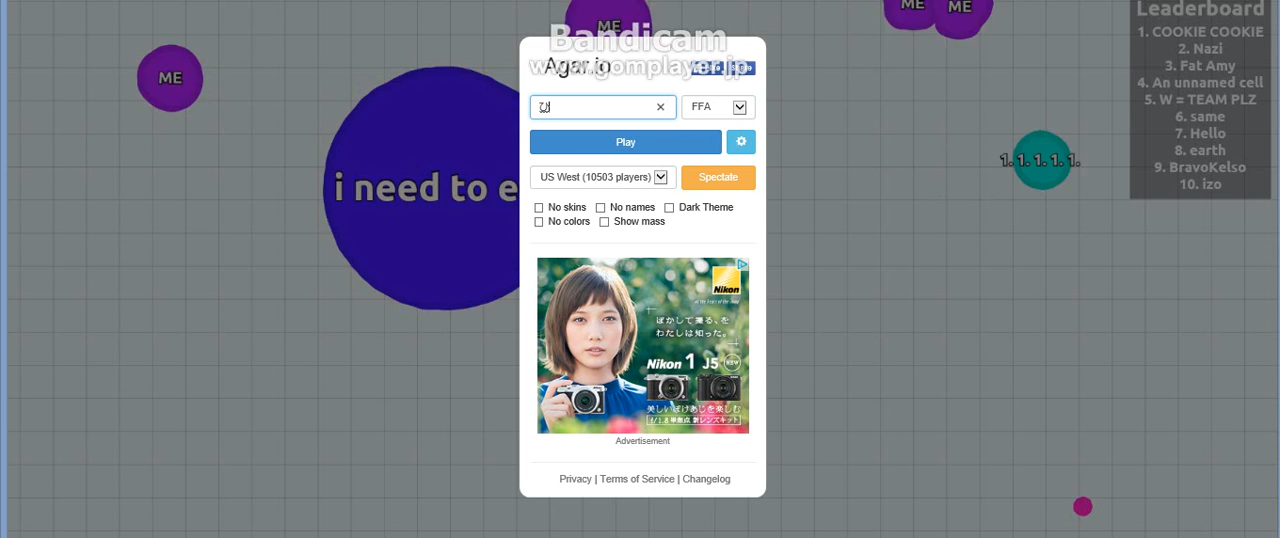 ME
ME
ME
ME
Bandicam
www.gomplayer.jp
Agar.io
ひ
FFA
Play
US West (10503 players)
Spectate
No skins
No names
Dark Theme
No colors
Show mass
Nikon
ぼかして撮る、を
わたしは知った。
Nikon 1 J5 NEW
美しいぼけあじを楽しむ
Advertisement
Privacy | Terms of Service | Changelog
i need to e
1. 1. 1. 1. 1.
Leaderboard
1. COOKIE COOKIE
2. Nazi
3. Fat Amy
4. An unnamed cell
5. W = TEAM PLZ
6. same
7. Hello
8. earth
9. BravoKelso
10. izo